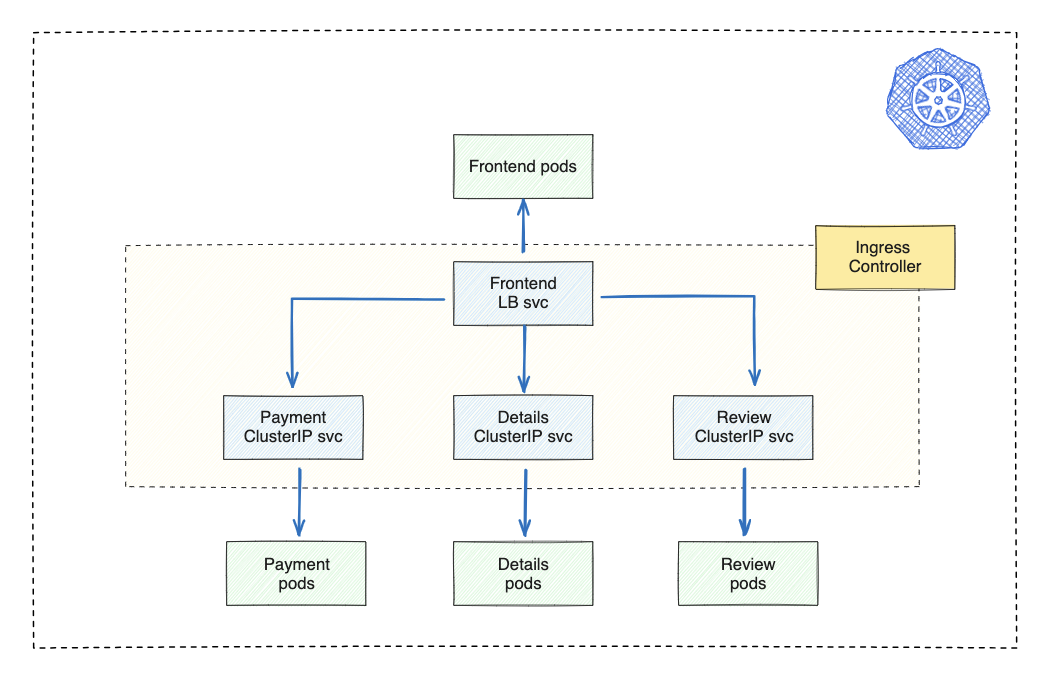 Frontend pods
Ingress
Controller
Frontend
LB svc
Payment
ClusterIP svc
Details
ClusterIP svc
Review
ClusterIP svc
Payment
pods
Details
pods
Review
pods